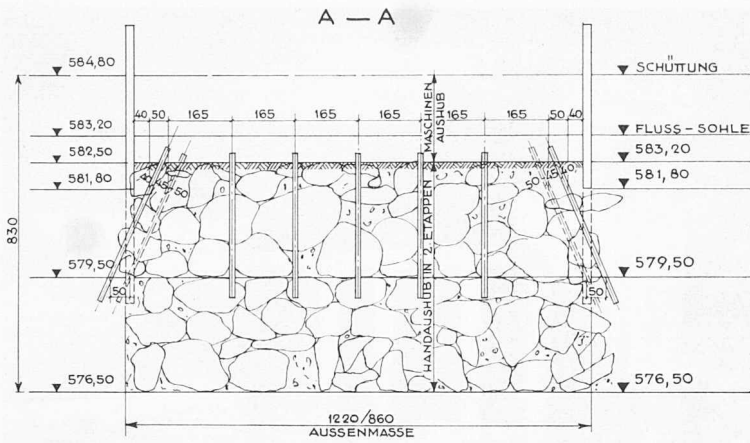 A — A
584,80
SCHÜTTUNG
40 50 165 165 165 165 165 165 50 40
MASCHINEN
AUSHUB
583,20
FLUSS - SOHLE
582,50
583,20
581,80
581,80
50
50
45 40
830
HANDAUSHUB IN 2. ETAPPEN
579,50
579,50
50
50
576,50
576,50
1220/860
AUSSENMASSE